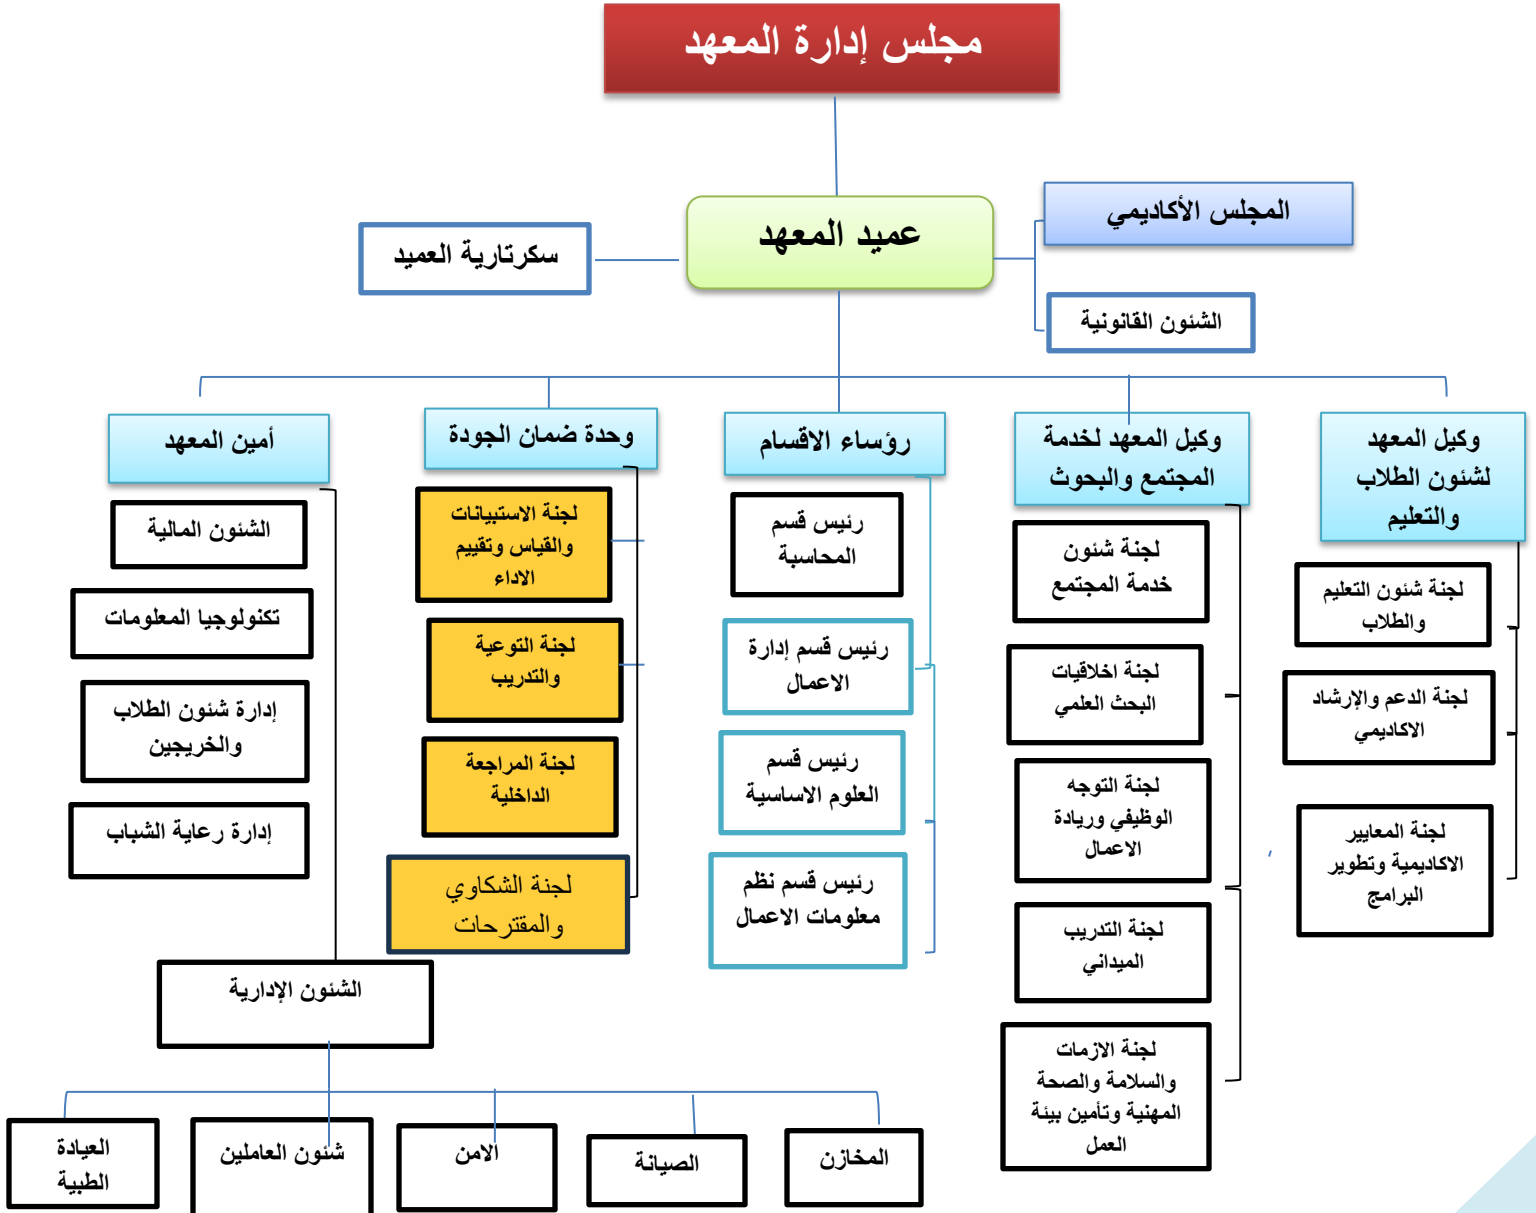 مجلس إدارة المعهد
المجلس الأكاديمي
عميد المعهد
سكرتارية العميد
الشئون القانونية
وكيل المعهد
لشئون الطلاب
والتعليم
لجنة شئون التعليم
والطلاب
لجنة الدعم والإرشاد
الاكاديمي
لجنة المعايير
الاكاديمية وتطوير
البرامج
وكيل المعهد لخدمة
المجتمع والبحوث
لجنة شئون
خدمة المجتمع
لجنة اخلاقيات
البحث العلمي
لجنة التوجه
الوظيفي وريادة
الاعمال
لجنة التدريب
الميداني
لجنة الازمات
والسلامة والصحة
المهنية وتأمين بيئة
العمل
رؤساء الاقسام
رئيس قسم
المحاسبة
رئيس قسم إدارة
الاعمال
رئيس قسم
العلوم الاساسية
رئيس قسم نظم
معلومات الاعمال
وحدة ضمان الجودة
لجنة الاستبيانات
والقياس وتقييم
الاداء
لجنة التوعية
والتدريب
لجنة المراجعة
الداخلية
لجنة الشكاوي
والمقترحات
أمين المعهد
الشئون المالية
تكنولوجيا المعلومات
إدارة شئون الطلاب
والخريجين
إدارة رعاية الشباب
الشئون الإدارية
المخازن
الصيانة
الامن
شئون العاملين
العيادة
الطبية